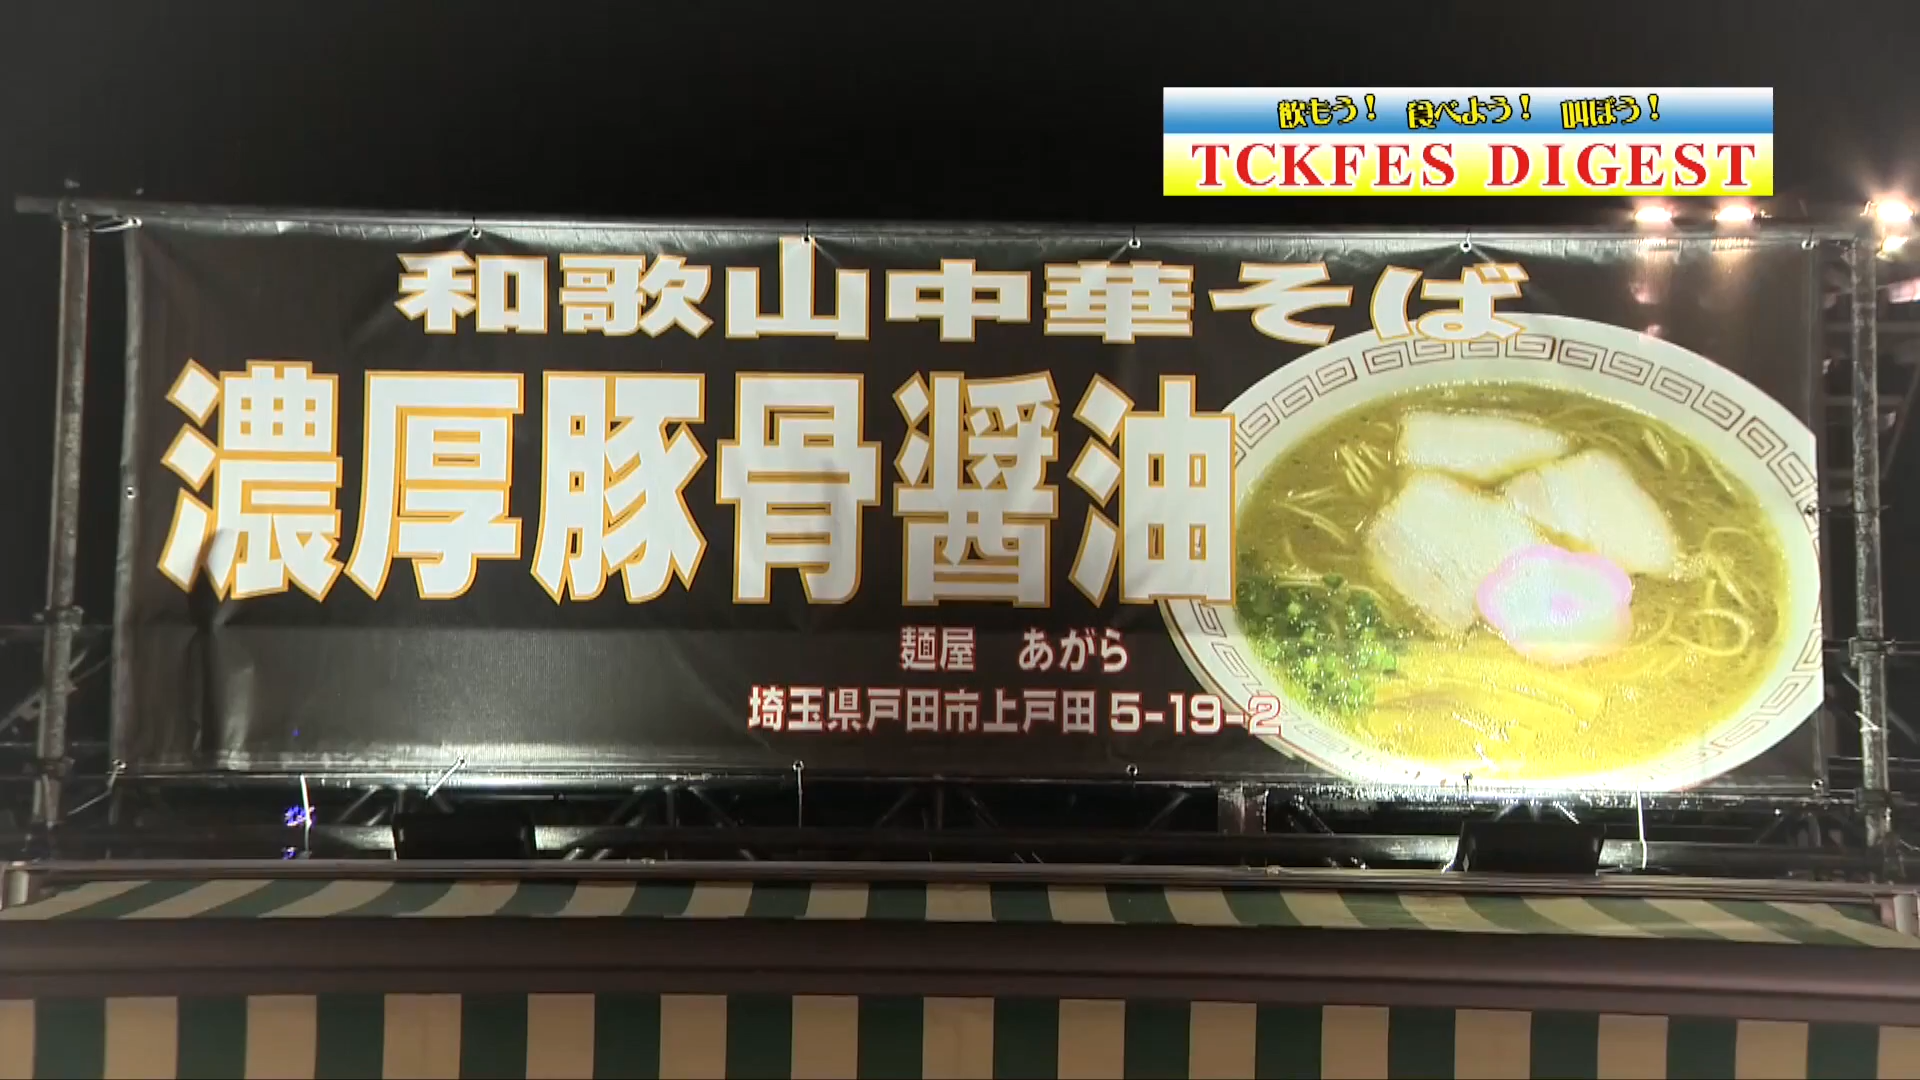 飲もう! 食べよう! 叫ぼう!
TCKFES DIGEST
和歌山中華そば
濃厚豚骨醤油
麺屋 あがら
埼玉県戸田市上戸田 5-19-2